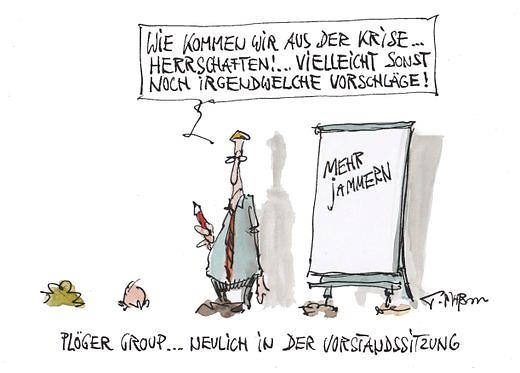 WIE KOMMEN WIR AUS DER KRISE...
HERRSCHAFTEN!... VIELLEICHT SONST
NOCH IRGENDWELCHE VORSCHLÄGE!
MEHR
JAMMERN
PLÖGER GROUP... NEULICH IN DER VORSTANDSSITZUNG